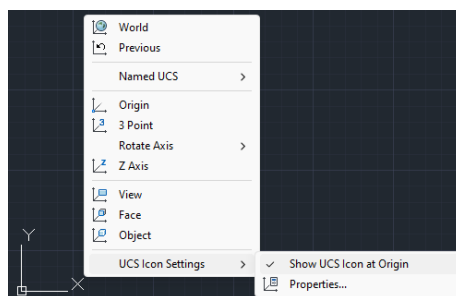 World
Previous
Named UCS
Origin
3 Point
Rotate Axis
Z Axis
View
Face
Object
UCS Icon Settings
Show UCS Icon at Origin
Properties...
Y
X